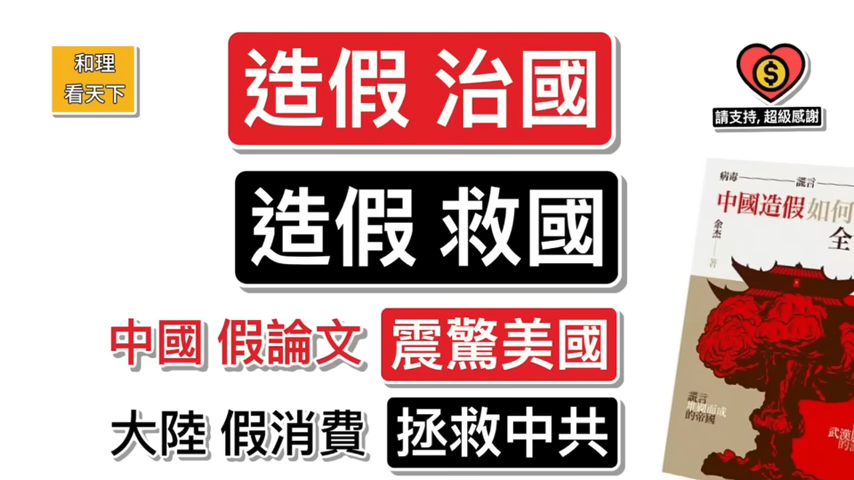 和理
看天下
造假 治國
請支持, 超級感謝
造假 救國
中國 假論文 震驚美國
大陸 假消費 拯救中共
病毒 謊言
中國造假如何
全
余杰 著
謊言
的帝國